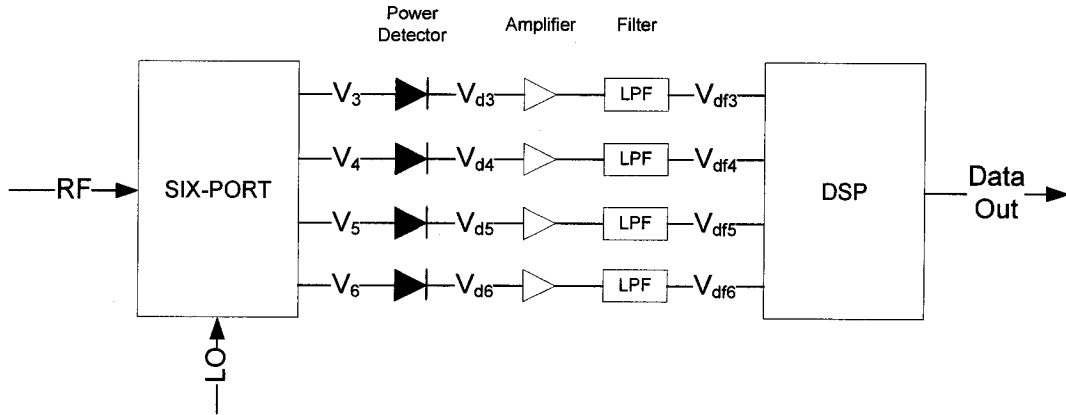 Power
Detector
Amplifier
Filter
V3
Vd3
LPF
Vdf3
V4
Vd4
LPF
Vdf4
RF
SIX-PORT
DSP
Data
Out
V5
Vd5
LPF
Vdf5
V6
Vd6
LPF
Vdf6
LO